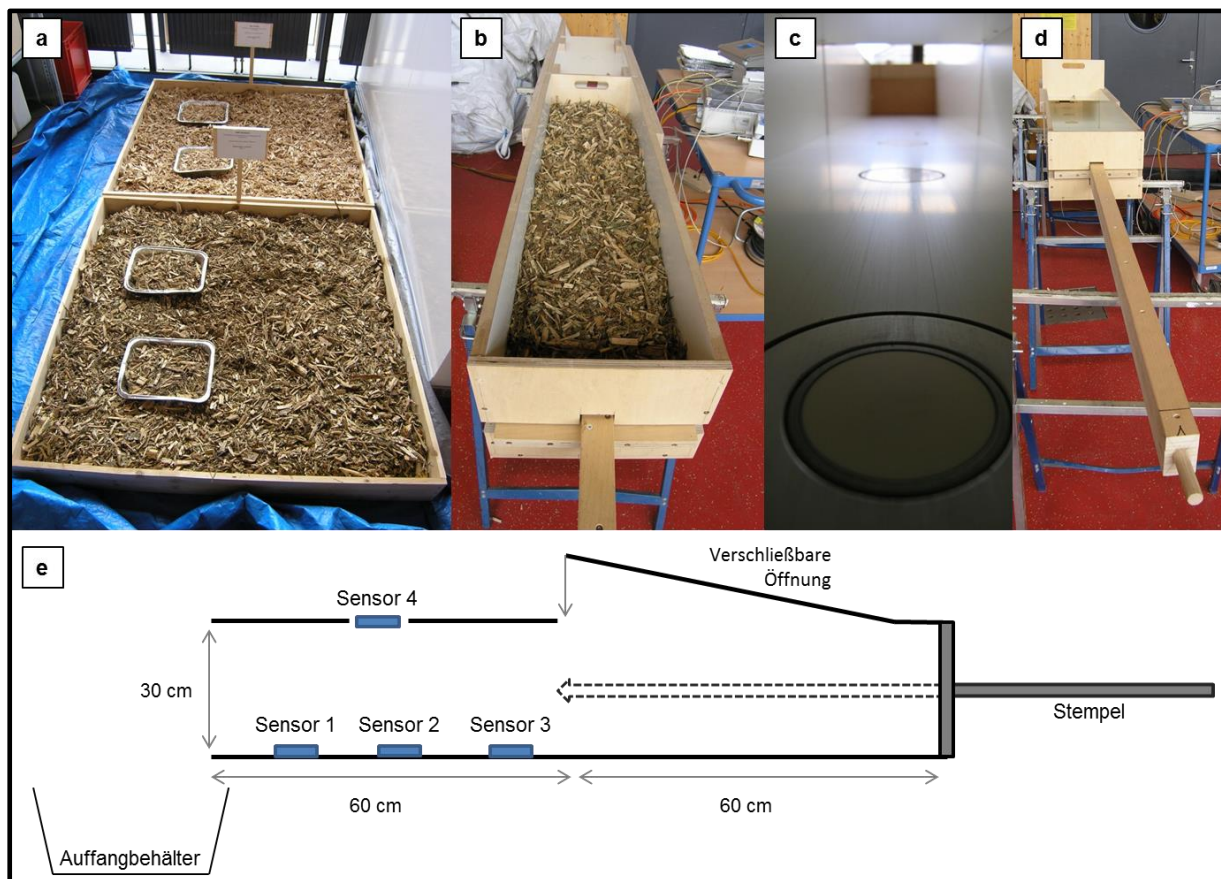 a
b
c
d
e
Verschließbare
Öffnung
Sensor 4
30 cm
Sensor 1
Sensor 2
Sensor 3
Stempel
60 cm
60 cm
Auffangbehälter